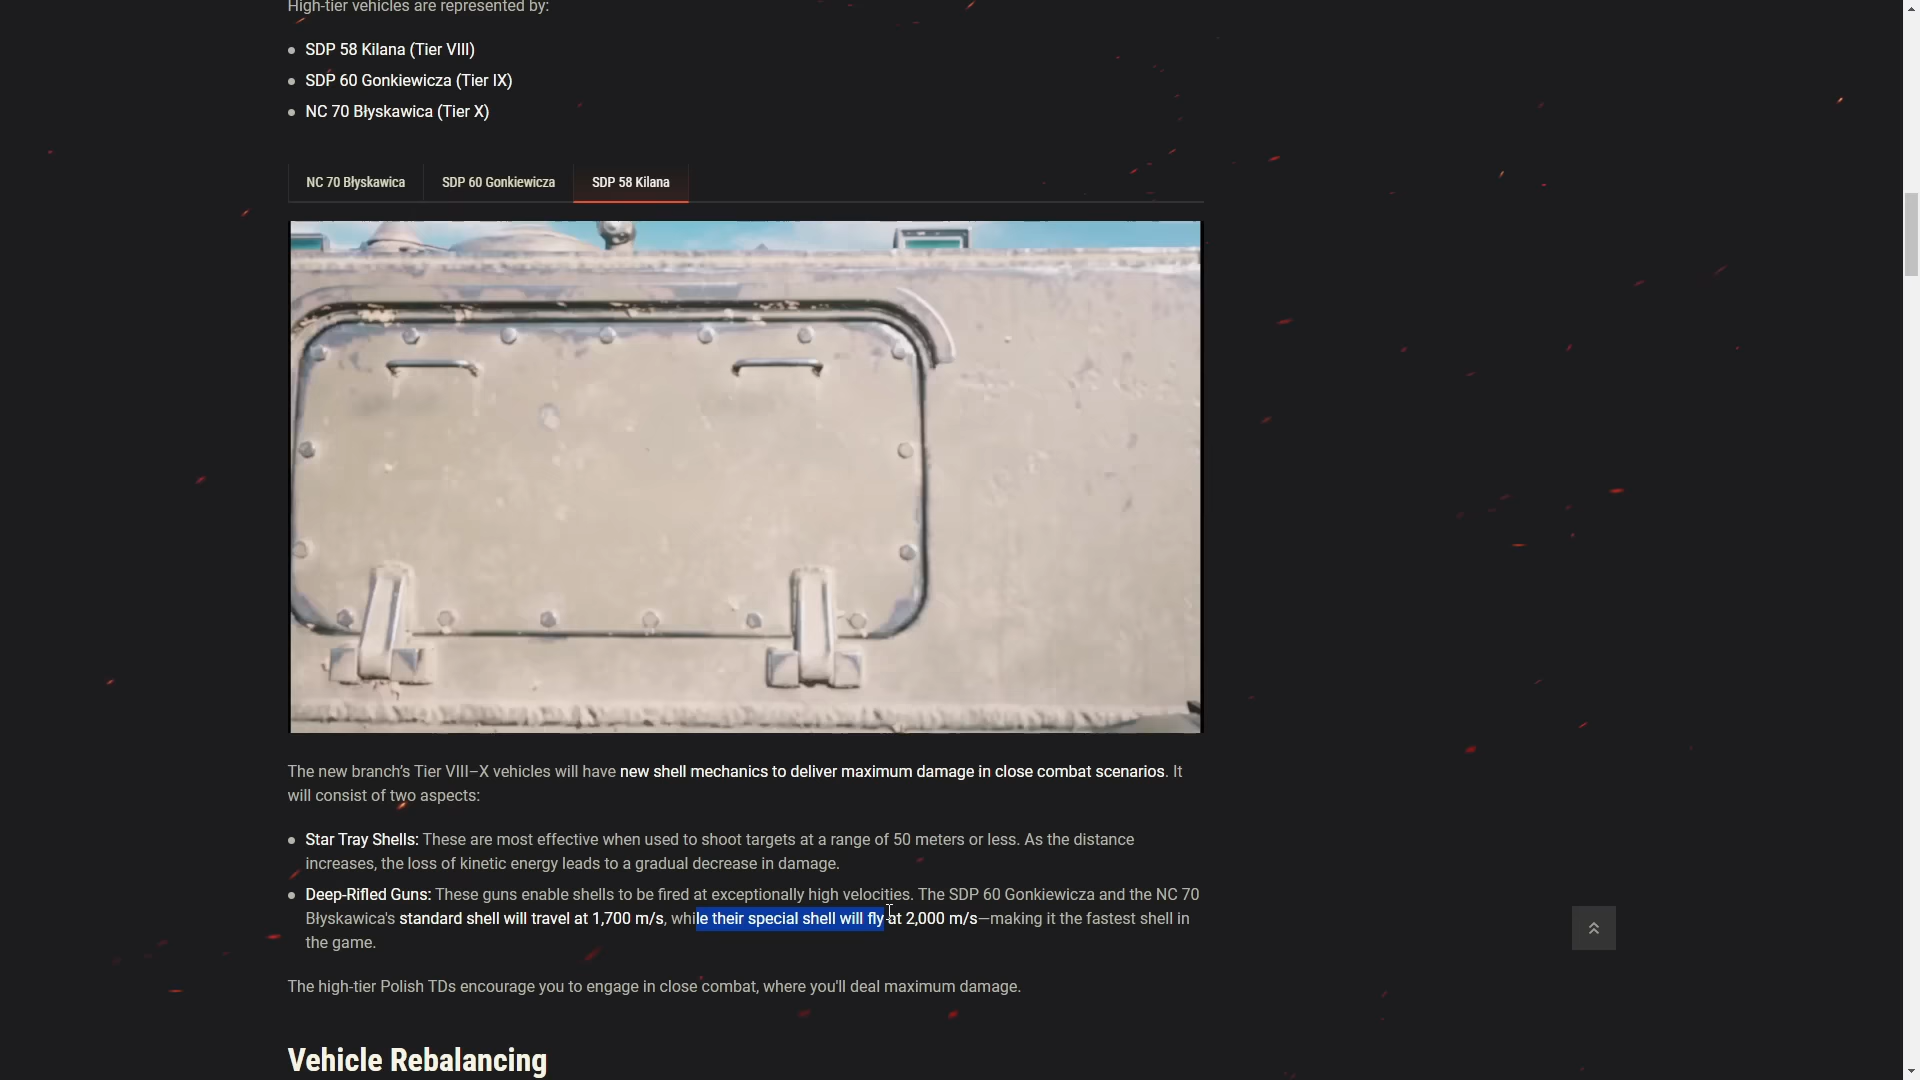 High-tier vehicles are represented by:
SDP 58 Kilana (Tier VIII)
SDP 60 Gonkiewicza (Tier IX)
NC 70 Błyskawica (Tier X)
NC 70 Błyskawica SDP 60 Gonkiewicza SDP 58 Kilana
The new branch's Tier VIII–X vehicles will have new shell mechanics to deliver maximum damage in close combat scenarios. It
will consist of two aspects:
Star Tray Shells: These are most effective when used to shoot targets at a range of 50 meters or less. As the distance
increases, the loss of kinetic energy leads to a gradual decrease in damage.
Deep-Rifled Guns: These guns enable shells to be fired at exceptionally high velocities. The SDP 60 Gonkiewicza and the NC 70
Błyskawica's standard shell will travel at 1,700 m/s, while their special shell will fly at 2,000 m/s—making it the fastest shell in
the game.
The high-tier Polish TDs encourage you to engage in close combat, where you'll deal maximum damage.
Vehicle Rebalancing